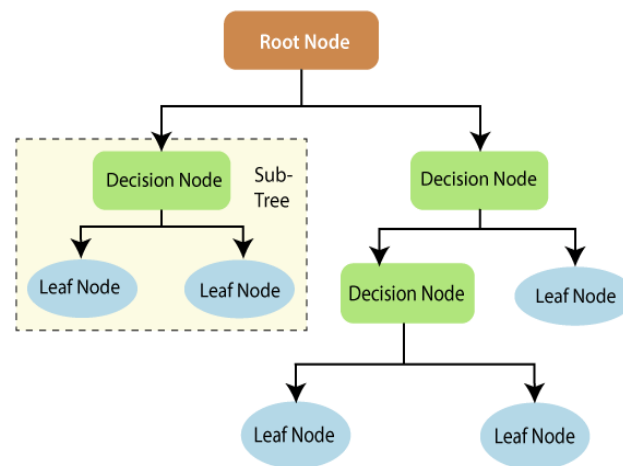 Root Node
Decision Node
Sub-
Tree
Decision Node
Leaf Node
Leaf Node
Decision Node
Leaf Node
Leaf Node
Leaf Node